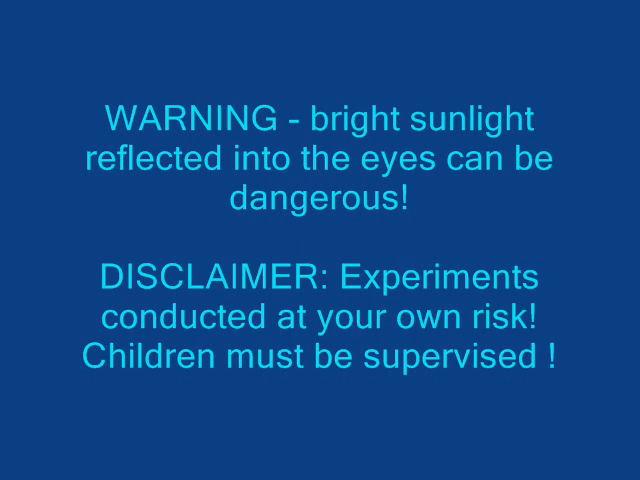 WARNING - bright sunlight
reflected into the eyes can be
dangerous!
DISCLAIMER: Experiments
conducted at your own risk!
Children must be supervised !